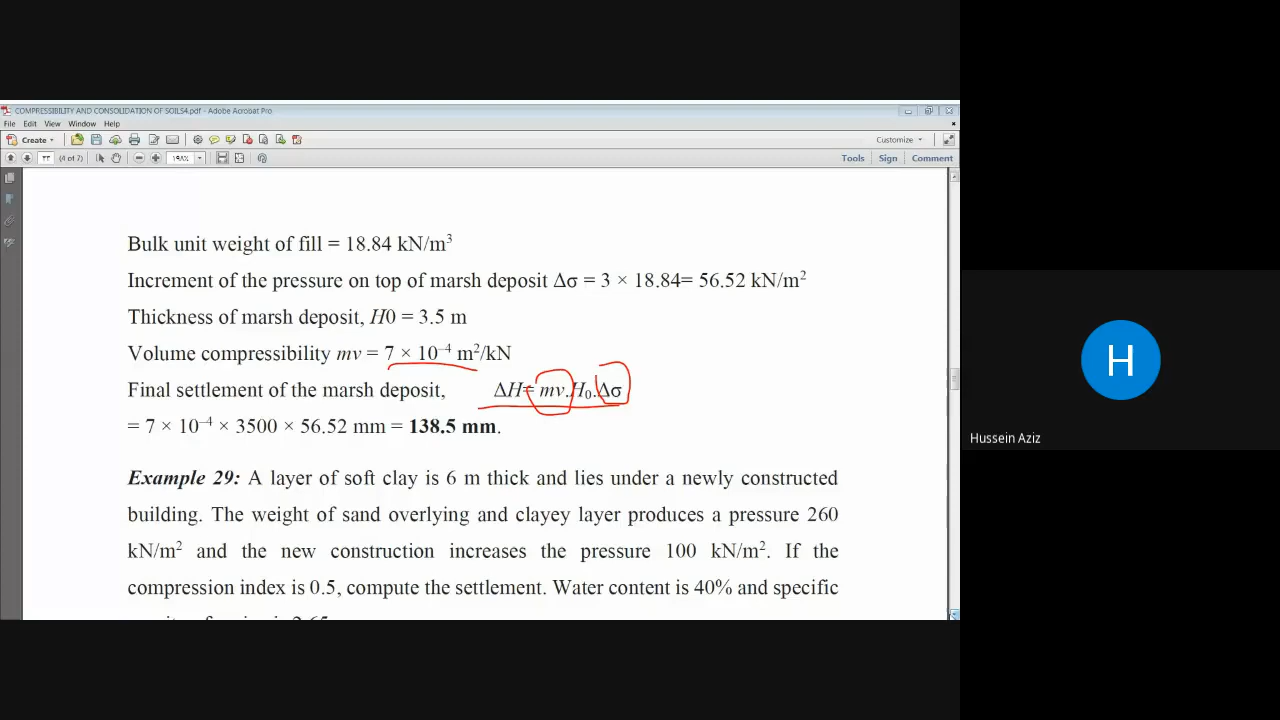 COMPRESSIBILITY AND CONSOLIDATION OF SOILS4.pdf - Adobe Acrobat Pro
File Edit View Window Help
Create Customize
٢٣ (4 of 7) ١٩٨% Tools Sign Comment
Bulk unit weight of fill = 18.84 kN/m³
Increment of the pressure on top of marsh deposit Δσ = 3 × 18.84= 56.52 kN/m²
Thickness of marsh deposit, H0 = 3.5 m
Volume compressibility mv = 7 × 10⁻⁴ m²/kN
Final settlement of the marsh deposit, ΔH= mv.H₀.Δσ
= 7 × 10⁻⁴ × 3500 × 56.52 mm = 138.5 mm.
Example 29: A layer of soft clay is 6 m thick and lies under a newly constructed
building. The weight of sand overlying and clayey layer produces a pressure 260
kN/m² and the new construction increases the pressure 100 kN/m². If the
compression index is 0.5, compute the settlement. Water content is 40% and specific
H
Hussein Aziz